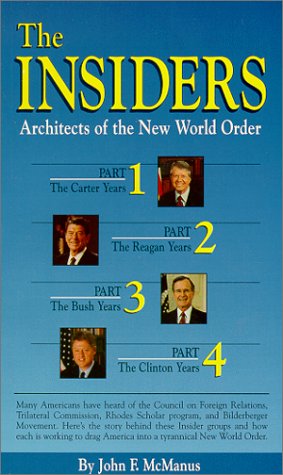 The
INSIDERS
Architects of the New World Order
PART 1
The Carter Years
PART 2
The Reagan Years
PART 3
The Bush Years
PART 4
The Clinton Years
Many Americans have heard of the Council on Foreign Relations,
Trilateral Commission, Rhodes Scholar program, and Bilderberger
Movement. Here's the story behind these Insider groups and how
each is working to drag America into a tyrannical New World Order.
By John F. McManus